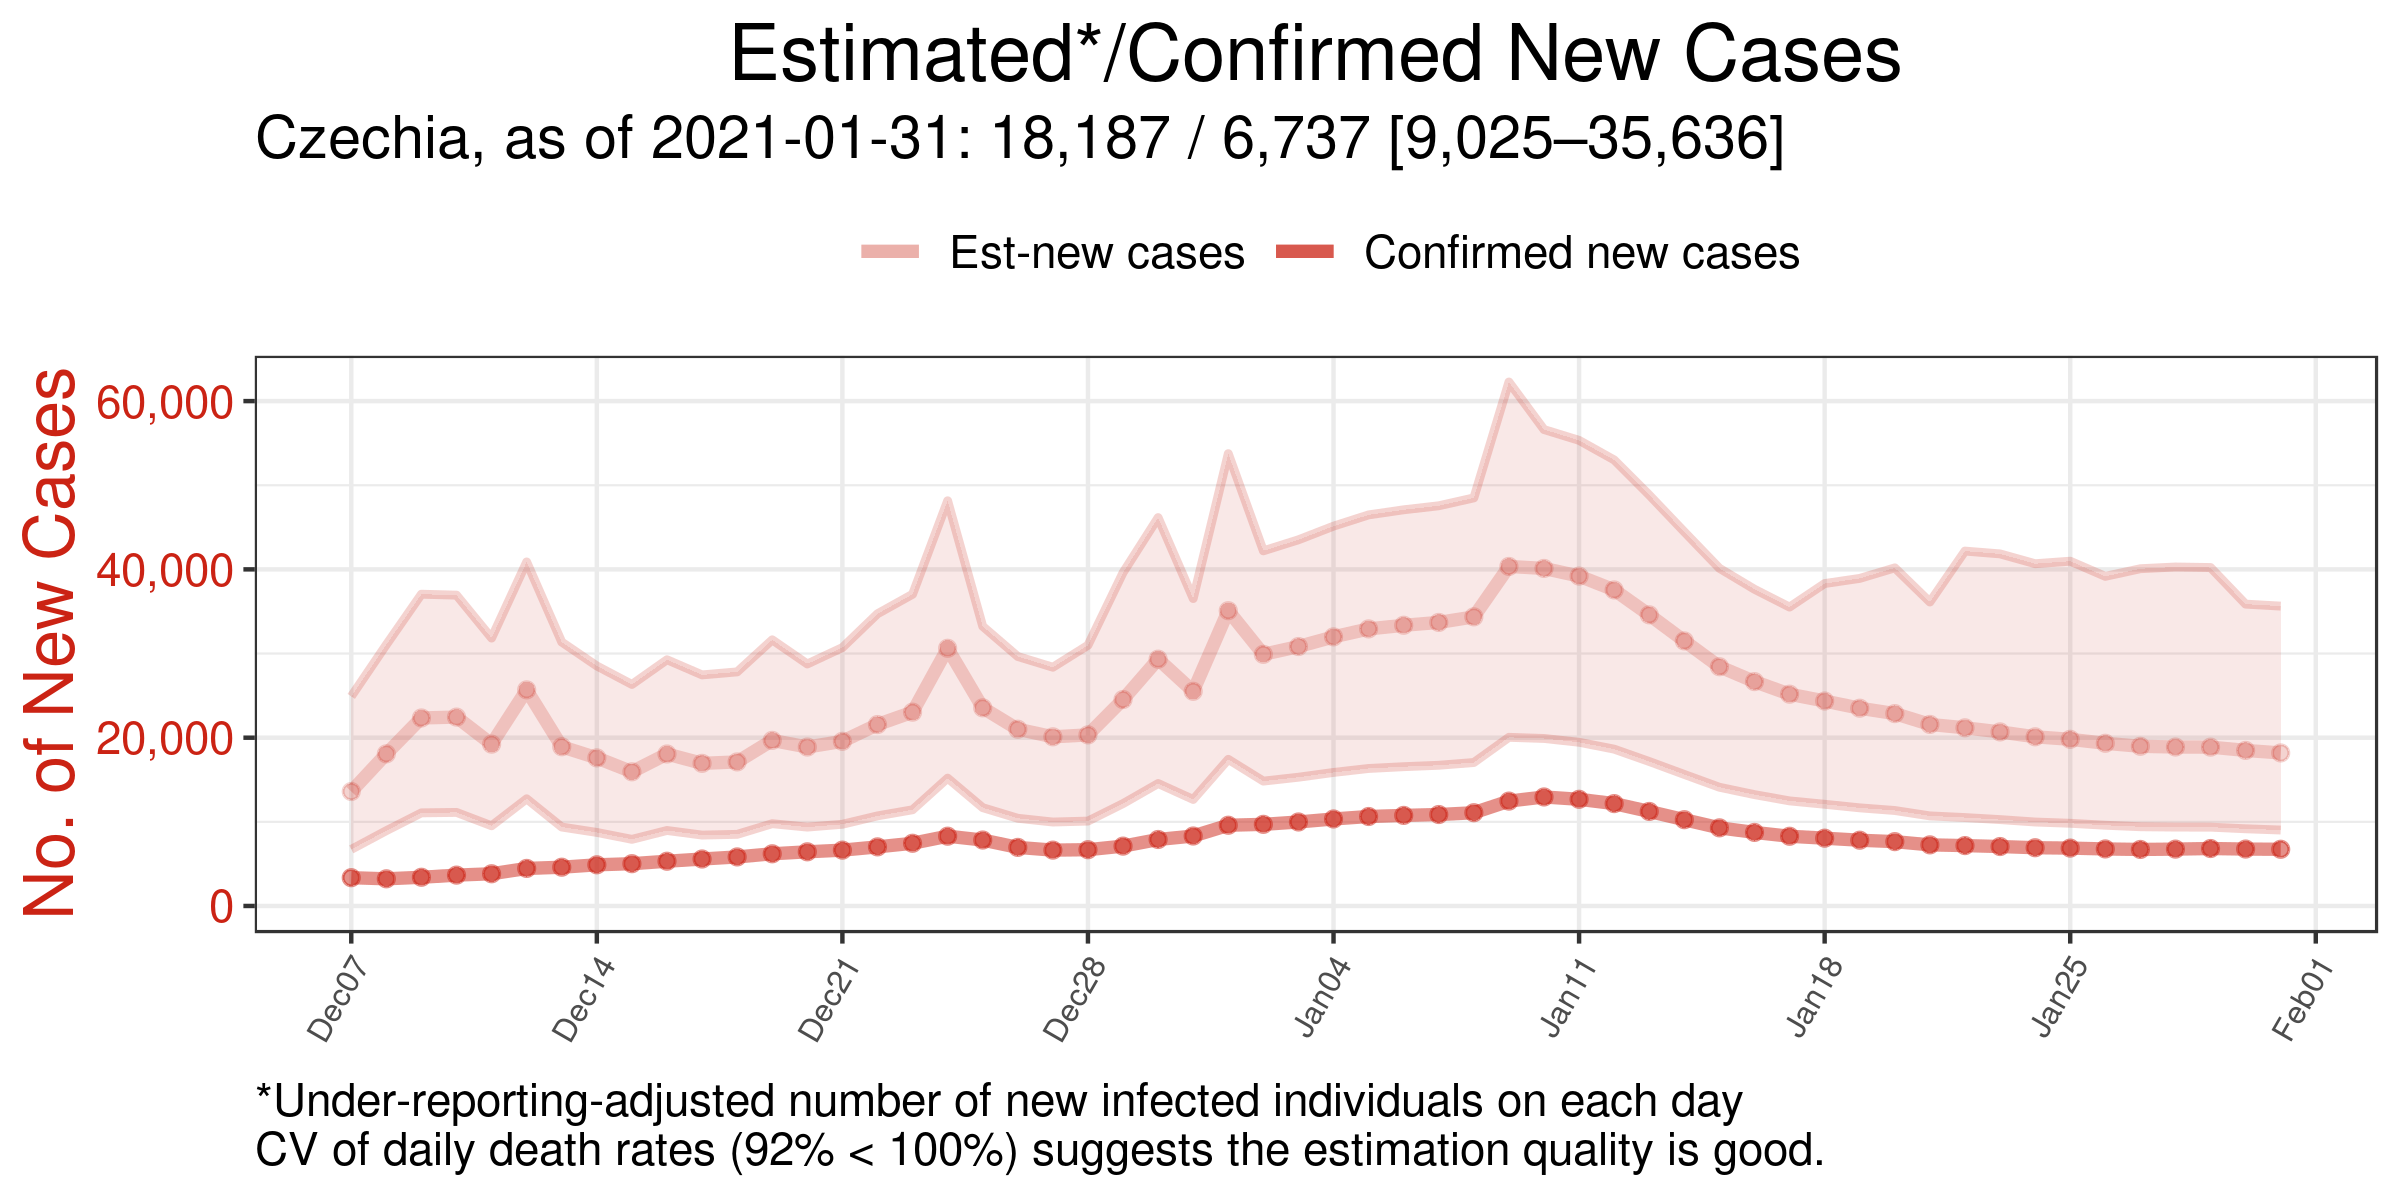 Estimated*/Confirmed New Cases
Czechia, as of 2021-01-31: 18,187 / 6,737 [9,025–35,636]
Est-new cases Confirmed new cases
No. of New Cases
60,000
40,000
20,000
0
Dec07 Dec14 Dec21 Dec28 Jan04 Jan11 Jan18 Jan25 Feb01
*Under-reporting-adjusted number of new infected individuals on each day
CV of daily death rates (92% < 100%) suggests the estimation quality is good.